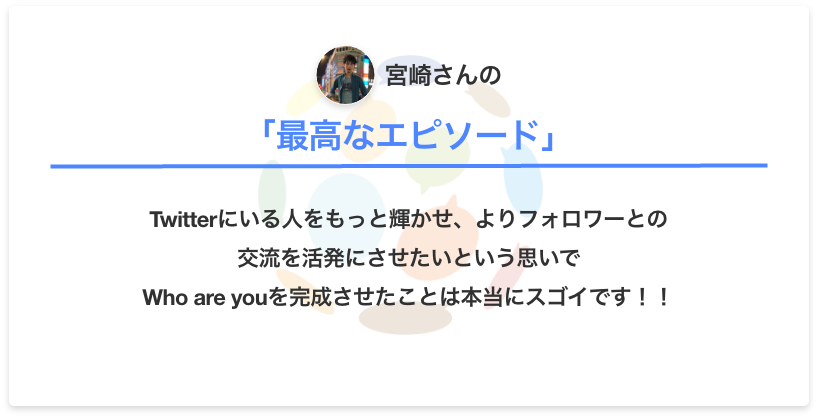 宮崎さんの
「最高なエピソード」
Twitterにいる人をもっと輝かせ、よりフォロワーとの
交流を活発にさせたいという思いで
Who are youを完成させたことは本当にスゴイです！！